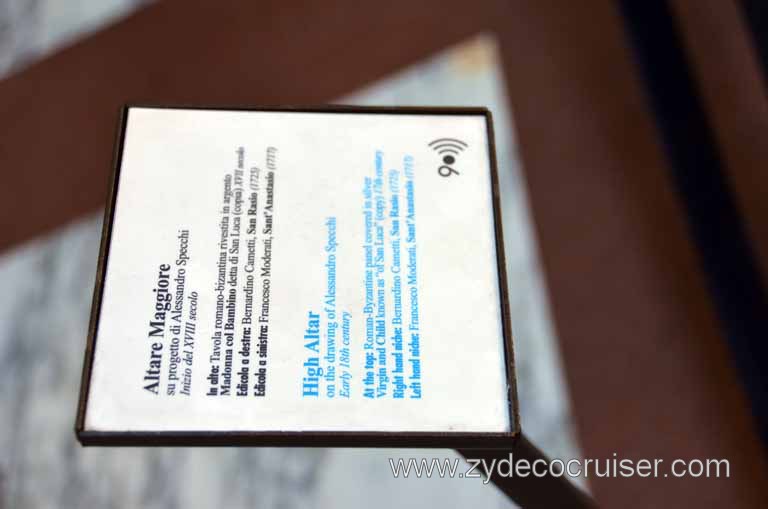 Altare Maggiore
su progetto di Alessandro Specchi
Inizio del XVIII secolo
In alto: Tavola romano-bizantina rivestita in argento
Madonna col Bambino detta di San Luca (copia) XVII secolo
Edicola a destra: Bernardino Cametti, San Rasio (1725)
Edicola a sinistra: Francesco Moderati, Sant'Anastasio (1717)
High Altar
on the drawing of Alessandro Specchi
Early 18th century
At the top: Roman-Byzantine panel covered in silver
Virgin and Child known as "of San Luca" (copy) 17th century
Right hand niche: Bernardino Cametti, San Rasio (1725)
Left hand niche: Francesco Moderati, Sant'Anastasio (1717)
9
www.zydecocruiser.com